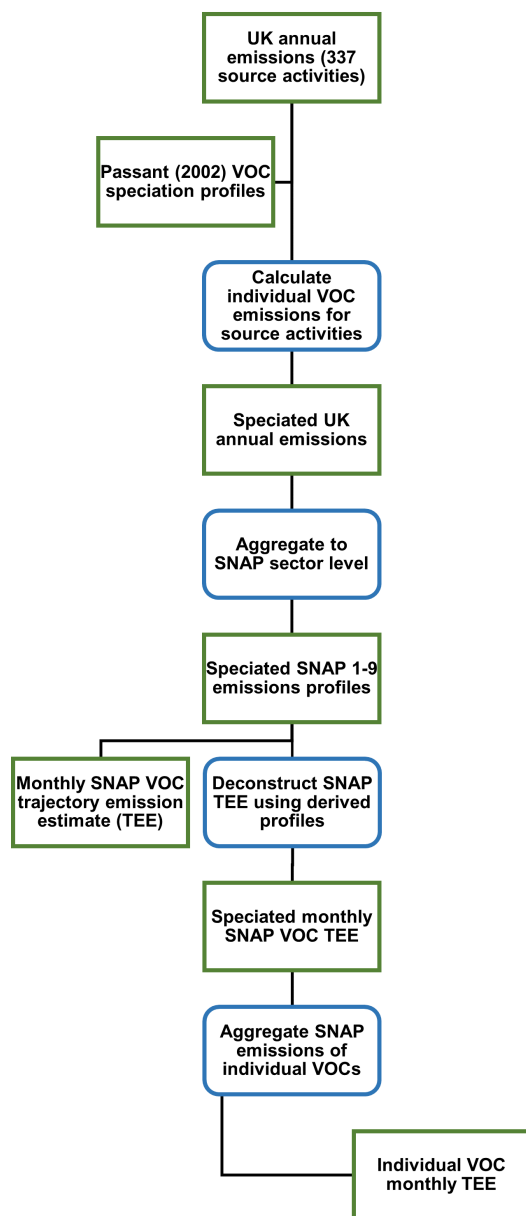 UK annual
emissions (337
source activities)
Passant (2002) VOC
speciation profiles
Calculate
individual VOC
emissions for
source activities
Speciated UK
annual emissions
Aggregate to
SNAP sector level
Speciated SNAP 1-9
emissions profiles
Monthly SNAP VOC
trajectory emission
estimate (TEE)
Deconstruct SNAP
TEE using derived
profiles
Speciated monthly
SNAP VOC TEE
Aggregate SNAP
emissions of
individual VOCs
Individual VOC
monthly TEE